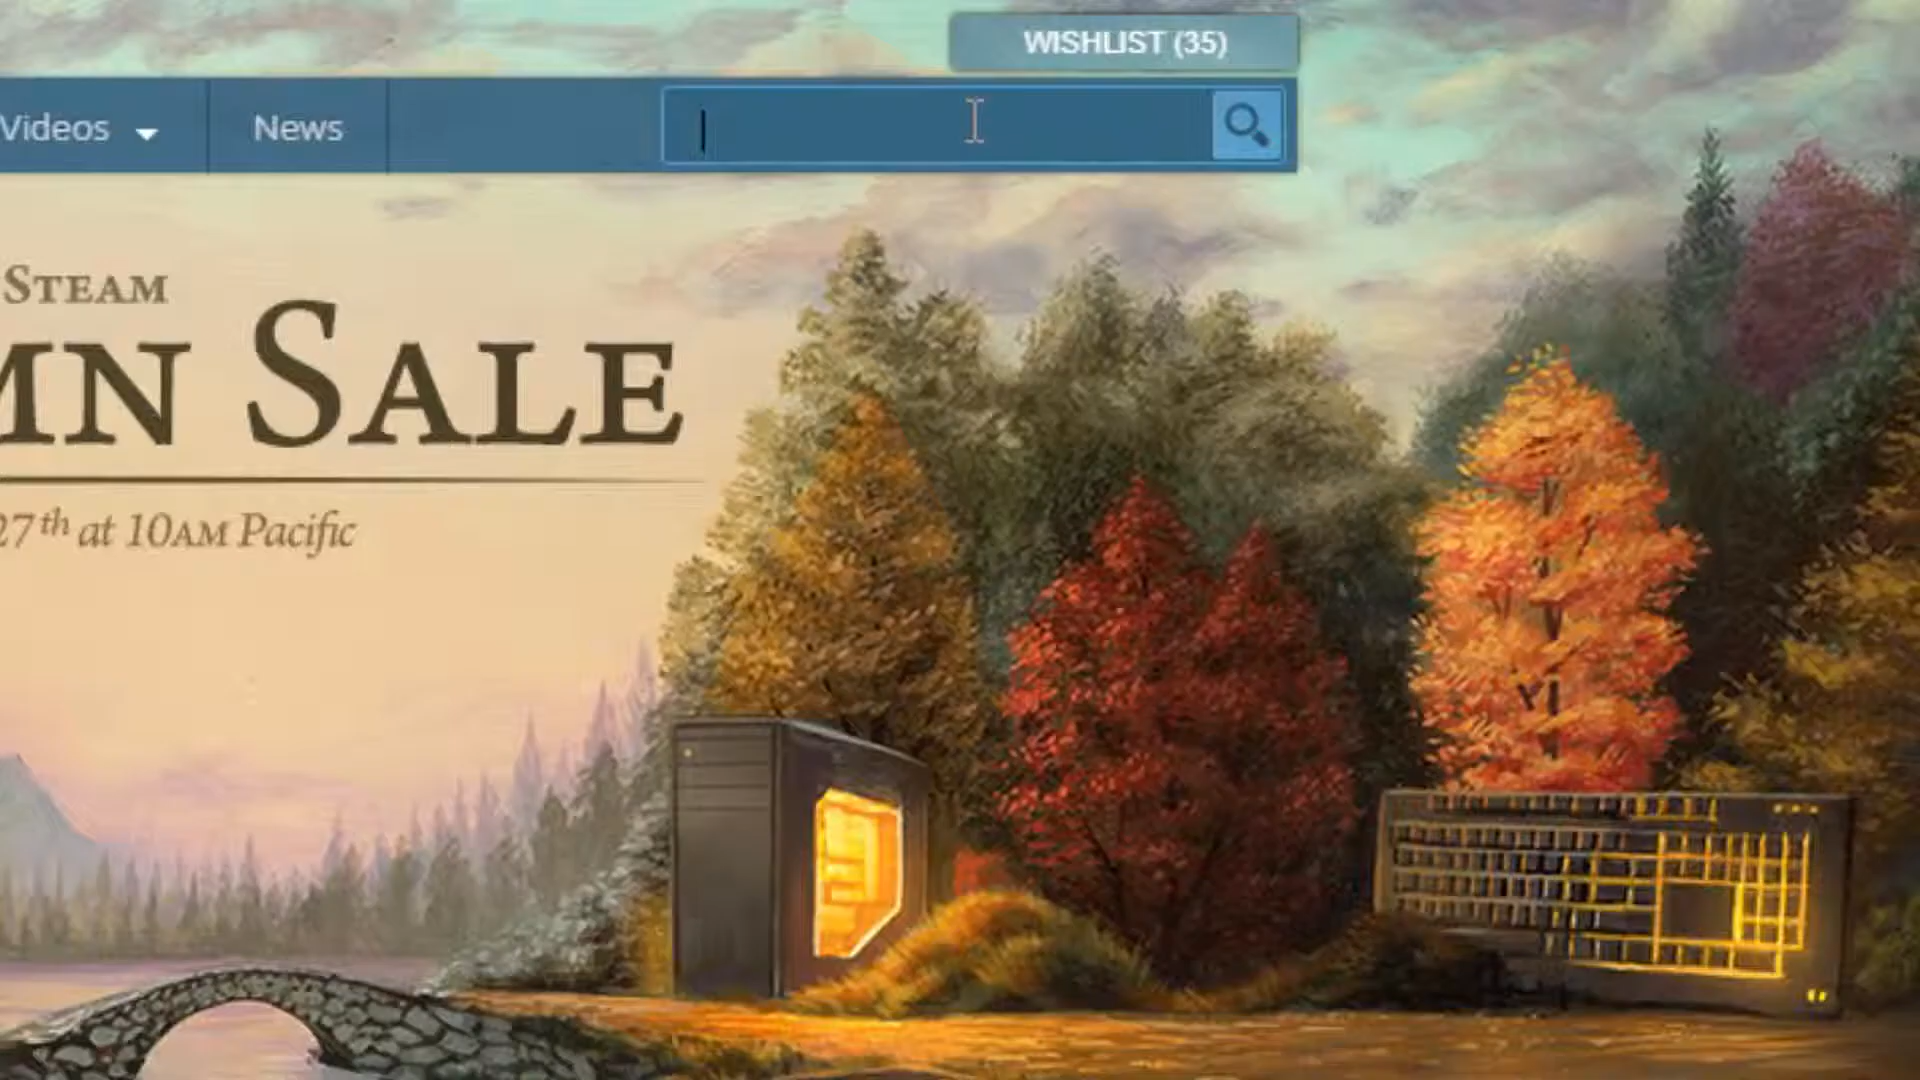 WISHLIST (35)
Videos
News
STEAM
MN SALE
27th at 10AM Pacific